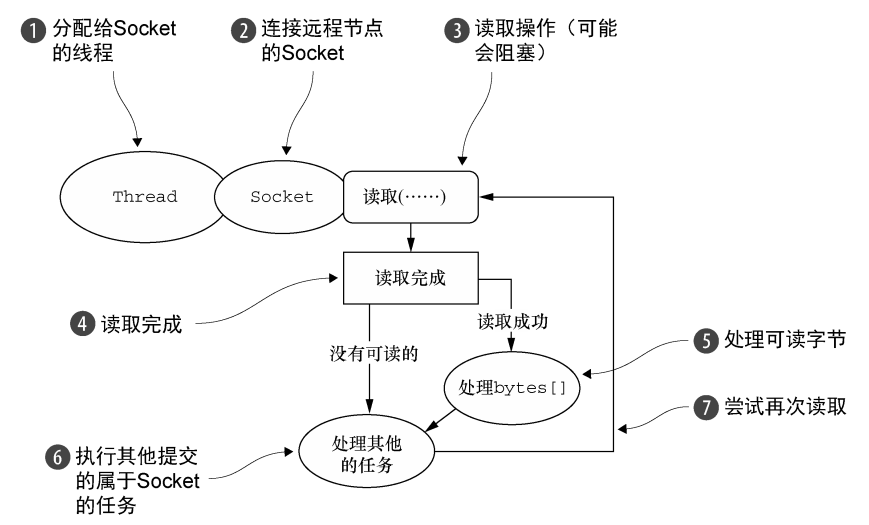 1 分配给Socket
的线程
2 连接远程节点
的Socket
3 读取操作（可能
会阻塞）
Thread
Socket
读取(……)
读取完成
4 读取完成
读取成功
没有可读的
5 处理可读字节
处理bytes[]
7 尝试再次读取
6 执行其他提交
的属于Socket
的任务
处理其他
的任务